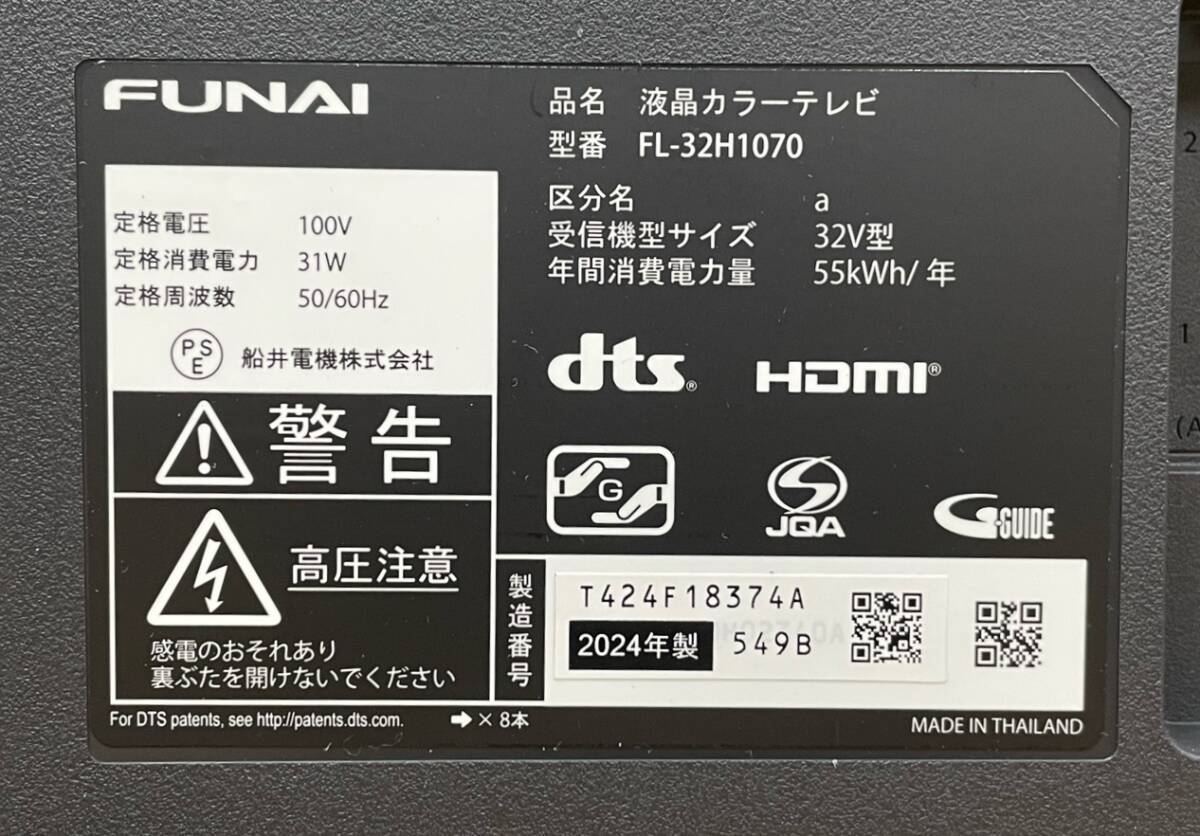 FUNAI
品名 液晶カラーテレビ
型番 FL-32H1070
区分名 a
受信機型サイズ 32V型
年間消費電力量 55kWh/年
定格電圧 100V
定格消費電力 31W
定格周波数 50/60Hz
PSE 船井電機株式会社
警告
高圧注意
感電のおそれあり
裏ぶたを開けないでください
dts®
HDMI®
G
JQA
G-GUIDE
製造番号
T424F18374A
2024年製 549B
For DTS patents, see http://patents.dts.com.
➡ × 8本
MADE IN THAILAND
2
1
(A